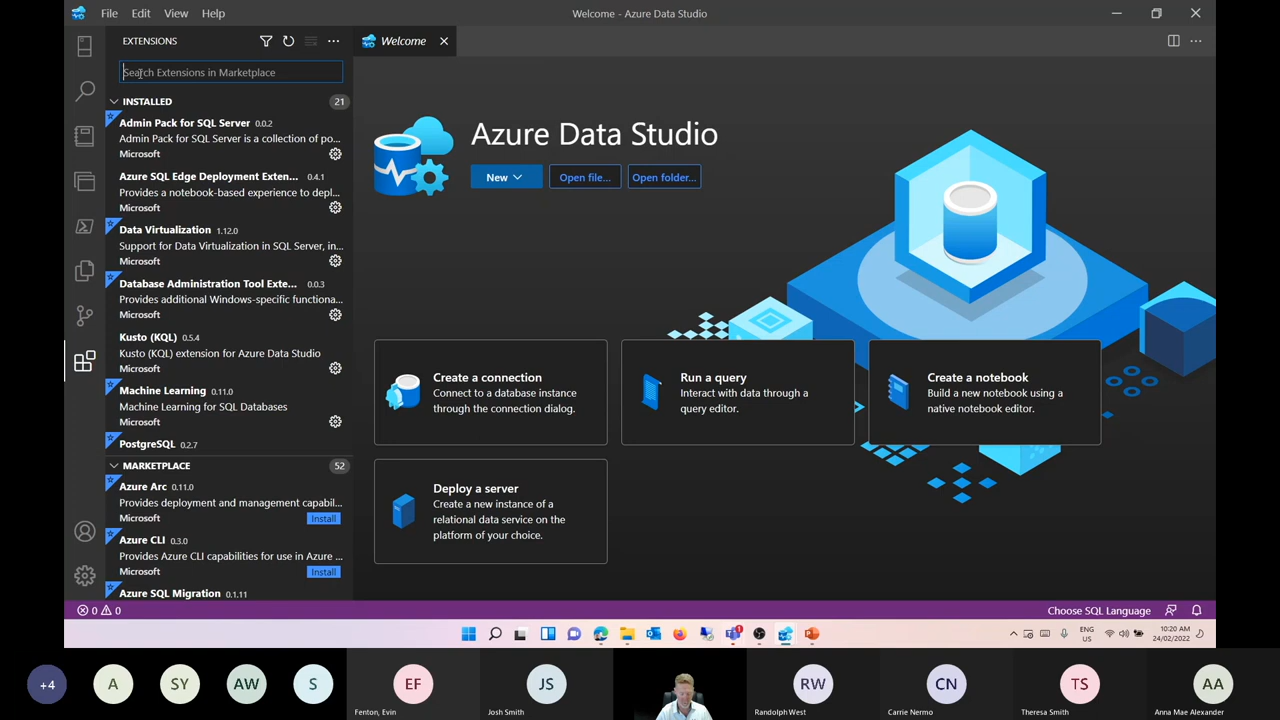 File Edit View Help
Welcome - Azure Data Studio
EXTENSIONS
Search Extensions in Marketplace
INSTALLED 21
Admin Pack for SQL Server 0.0.2
Admin Pack for SQL Server is a collection of po...
Microsoft
Azure SQL Edge Deployment Exten... 0.4.1
Provides a notebook-based experience to depl...
Microsoft
Data Virtualization 1.12.0
Support for Data Virtualization in SQL Server, in...
Microsoft
Database Administration Tool Exte... 0.0.3
Provides additional Windows-specific functiona...
Microsoft
Kusto (KQL) 0.5.4
Kusto (KQL) extension for Azure Data Studio
Microsoft
Machine Learning 0.11.0
Machine Learning for SQL Databases
Microsoft
PostgreSQL 0.2.7
MARKETPLACE 52
Azure Arc 0.11.0
Provides deployment and management capabil...
Microsoft Install
Azure CLI 0.3.0
Provides Azure CLI capabilities for use in Azure ...
Microsoft Install
Azure SQL Migration 0.1.11
Welcome
Azure Data Studio
New Open file... Open folder...
Create a connection
Connect to a database instance
through the connection dialog.
Run a query
Interact with data through a
query editor.
Create a notebook
Build a new notebook using a
native notebook editor.
Deploy a server
Create a new instance of a
relational data service on the
platform of your choice.
0 0
Choose SQL Language
ENG
US
10:20 AM
24/02/2022
+4 A SY AW S EF JS RW CN TS AA
Fenton, Evin Josh Smith Randolph West Carrie Nermo Theresa Smith Anna Mae Alexander